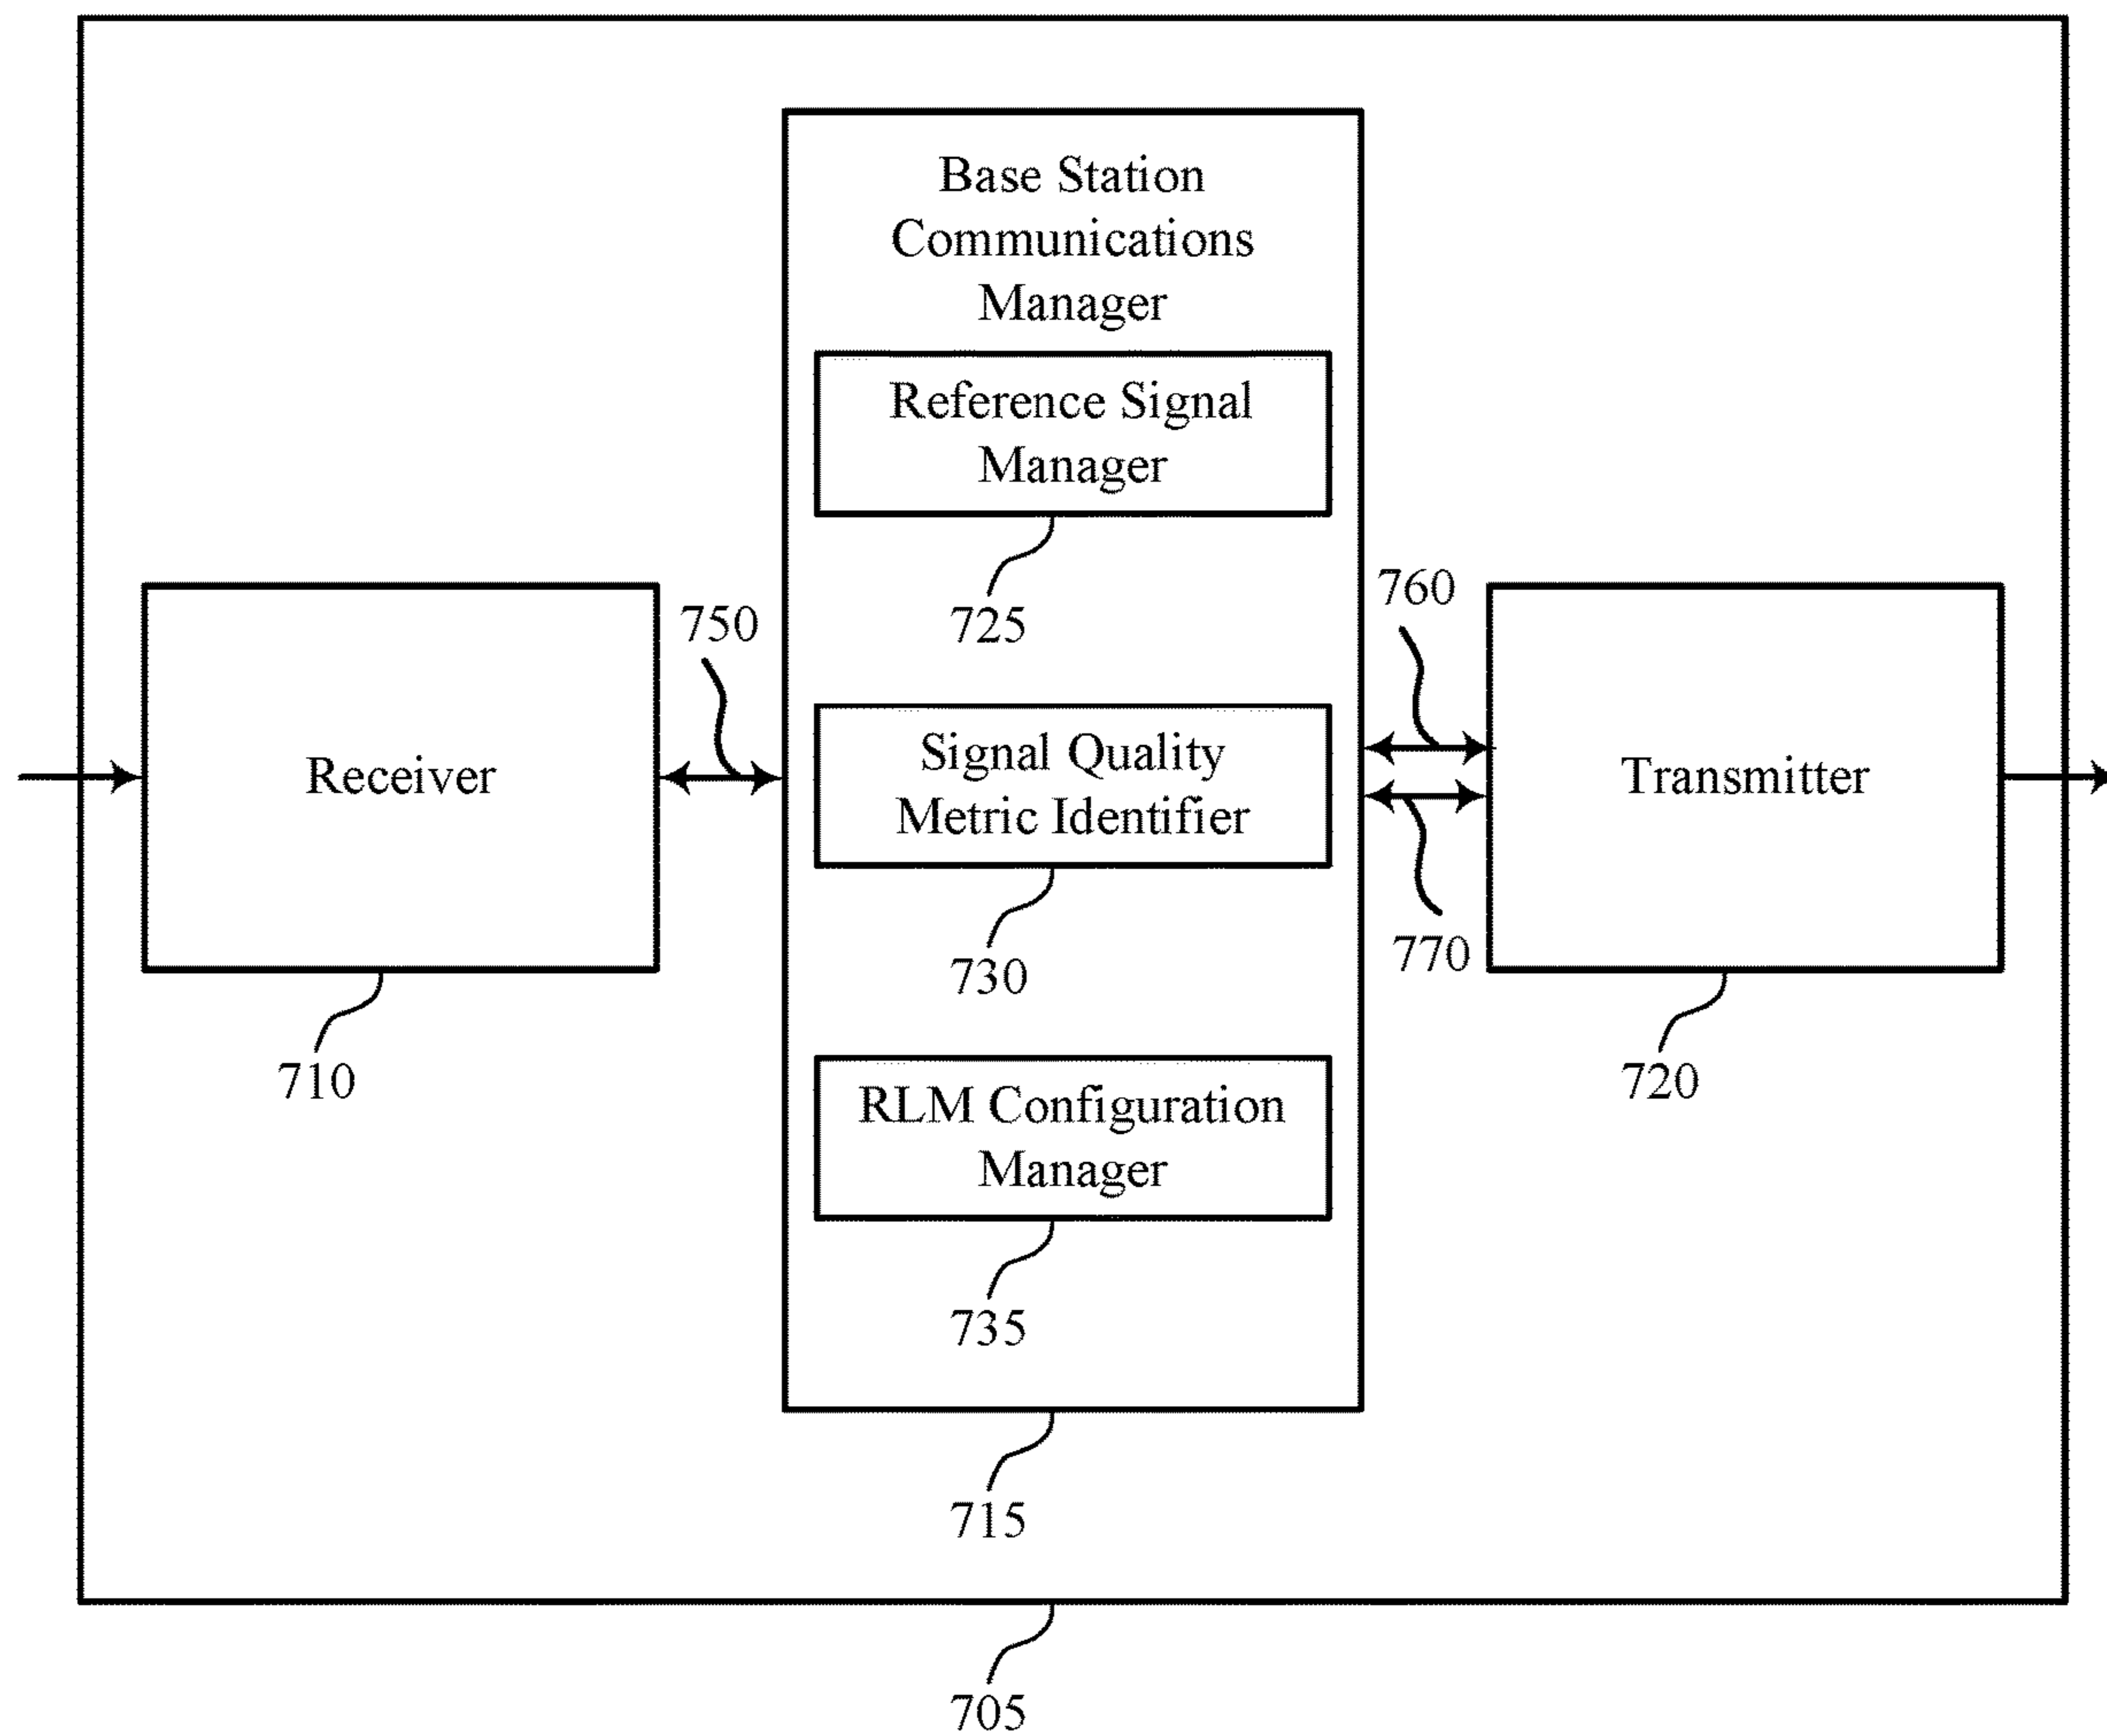 Base Station
Communications
Manager
Reference Signal
Manager
725
750
760
Receiver
Signal Quality
Metric Identifier
Transmitter
770
730
710
720
RLM Configuration
Manager
735
715
705